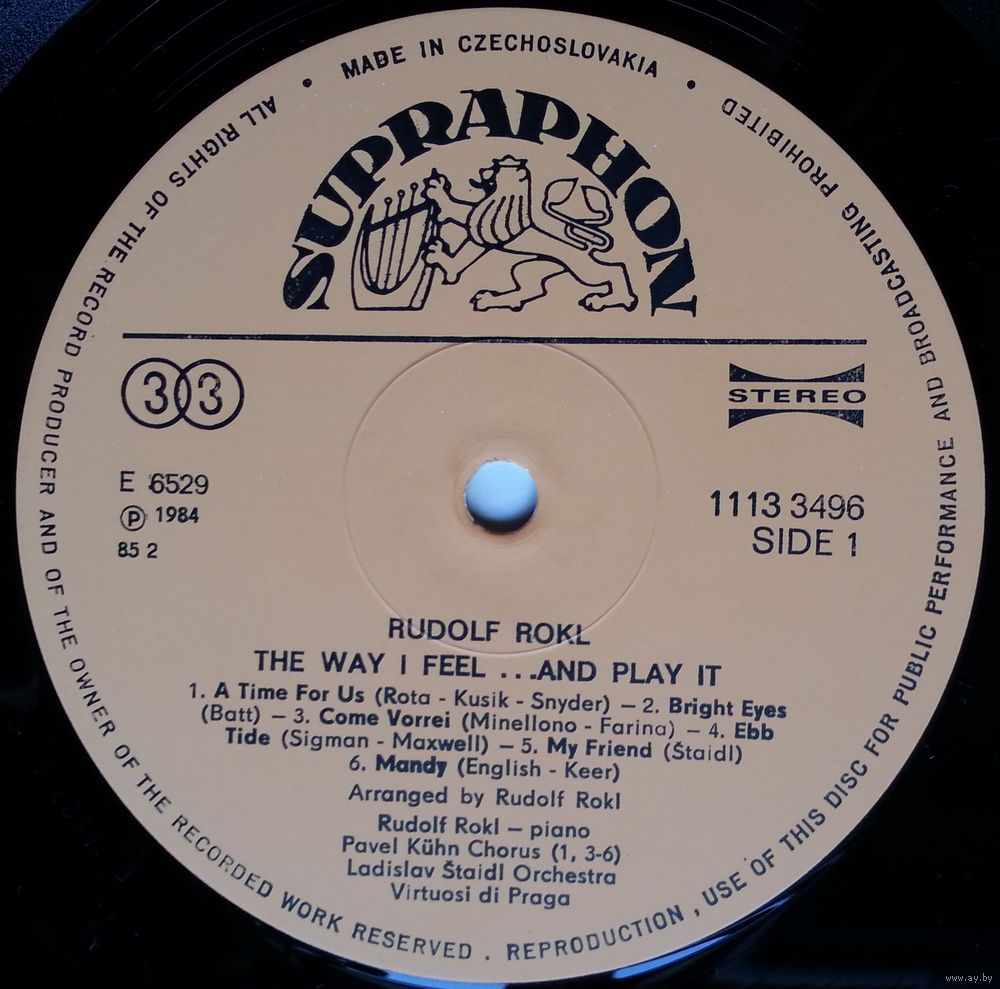 MADE IN CZECHOSLOVAKIA
ALL RIGHTS OF THE RECORD PRODUCER AND OF THE OWNER OF THE RECORDED WORK RESERVED . REPRODUCTION , USE OF THIS DISC FOR PUBLIC PERFORMANCE AND BROADCASTING PROHIBITED
SUPRAPHON
33
STEREO
E 6529
Ⓟ 1984
85 2
1113 3496
SIDE 1
RUDOLF ROKL
THE WAY I FEEL ...AND PLAY IT
1. A Time For Us (Rota - Kusik - Snyder) – 2. Bright Eyes
(Batt) – 3. Come Vorrei (Minellono - Farina) – 4. Ebb
Tide (Sigman - Maxwell) – 5. My Friend (Štaidl)
6. Mandy (English - Keer)
Arranged by Rudolf Rokl
Rudolf Rokl – piano
Pavel Kühn Chorus (1, 3-6)
Ladislav Štaidl Orchestra
Virtuosi di Praga
www.ay.by